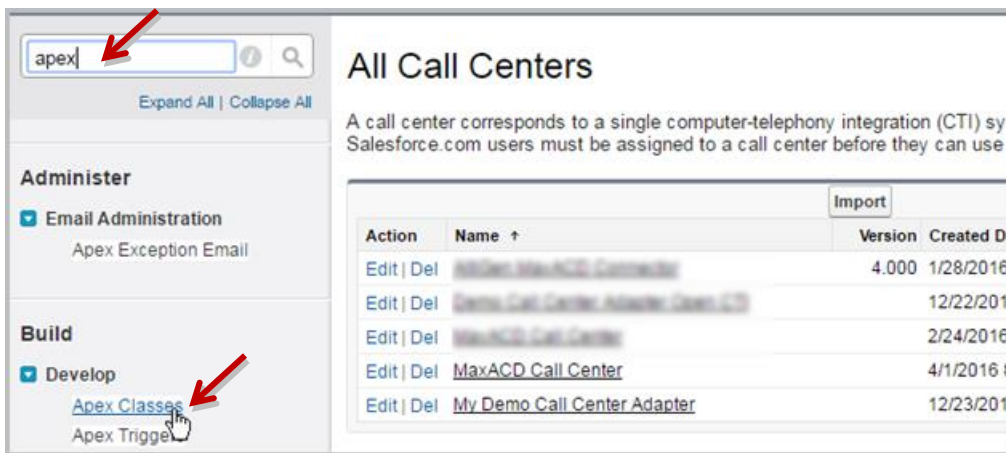 apex
Expand All | Collapse All
Administer
Email Administration
Apex Exception Email
Build
Develop
Apex Classes
Apex Trigge
All Call Centers
A call center corresponds to a single computer-telephony integration (CTI) sy
Salesforce.com users must be assigned to a call center before they can use
Import
Action Name ↑ Version Created D
Edit | Del 4.000 1/28/2016
Edit | Del 12/22/201
Edit | Del 2/24/2016
Edit | Del MaxACD Call Center 4/1/2016
Edit | Del My Demo Call Center Adapter 12/23/201